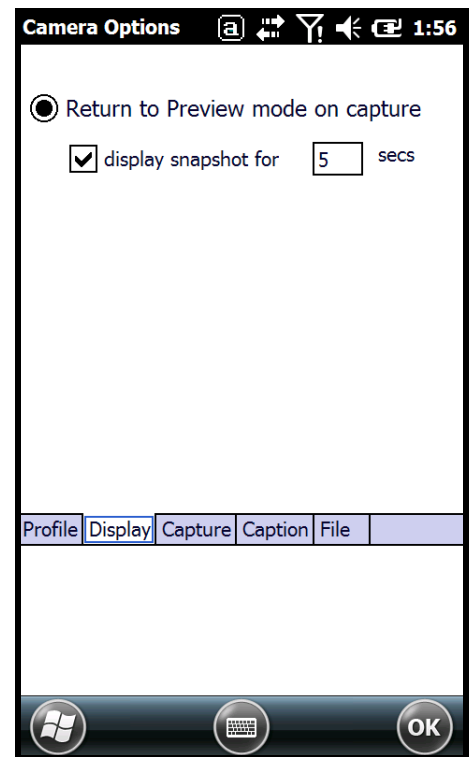 Camera Options a 1:56
Return to Preview mode on capture
display snapshot for 5 secs
Profile Display Capture Caption File
OK